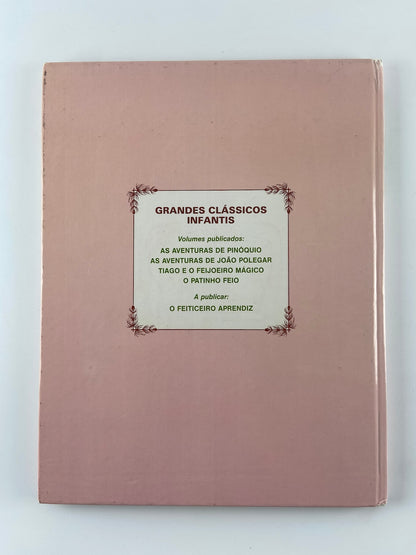 GRANDES CLÁSSICOS
INFANTIS
Volumes publicados:
AS AVENTURAS DE PINÓQUIO
AS AVENTURAS DE JOÃO POLEGAR
TIAGO E O FEIJOEIRO MÁGICO
O PATINHO FEIO
A publicar:
O FEITICEIRO APRENDIZ